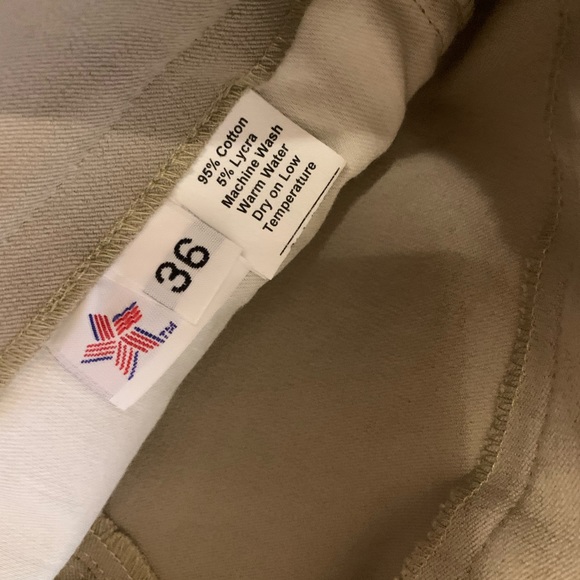 95% Cotton
5% Lycra
Machine Wash
Warm Water
Dry on Low
Temperature
36
TM